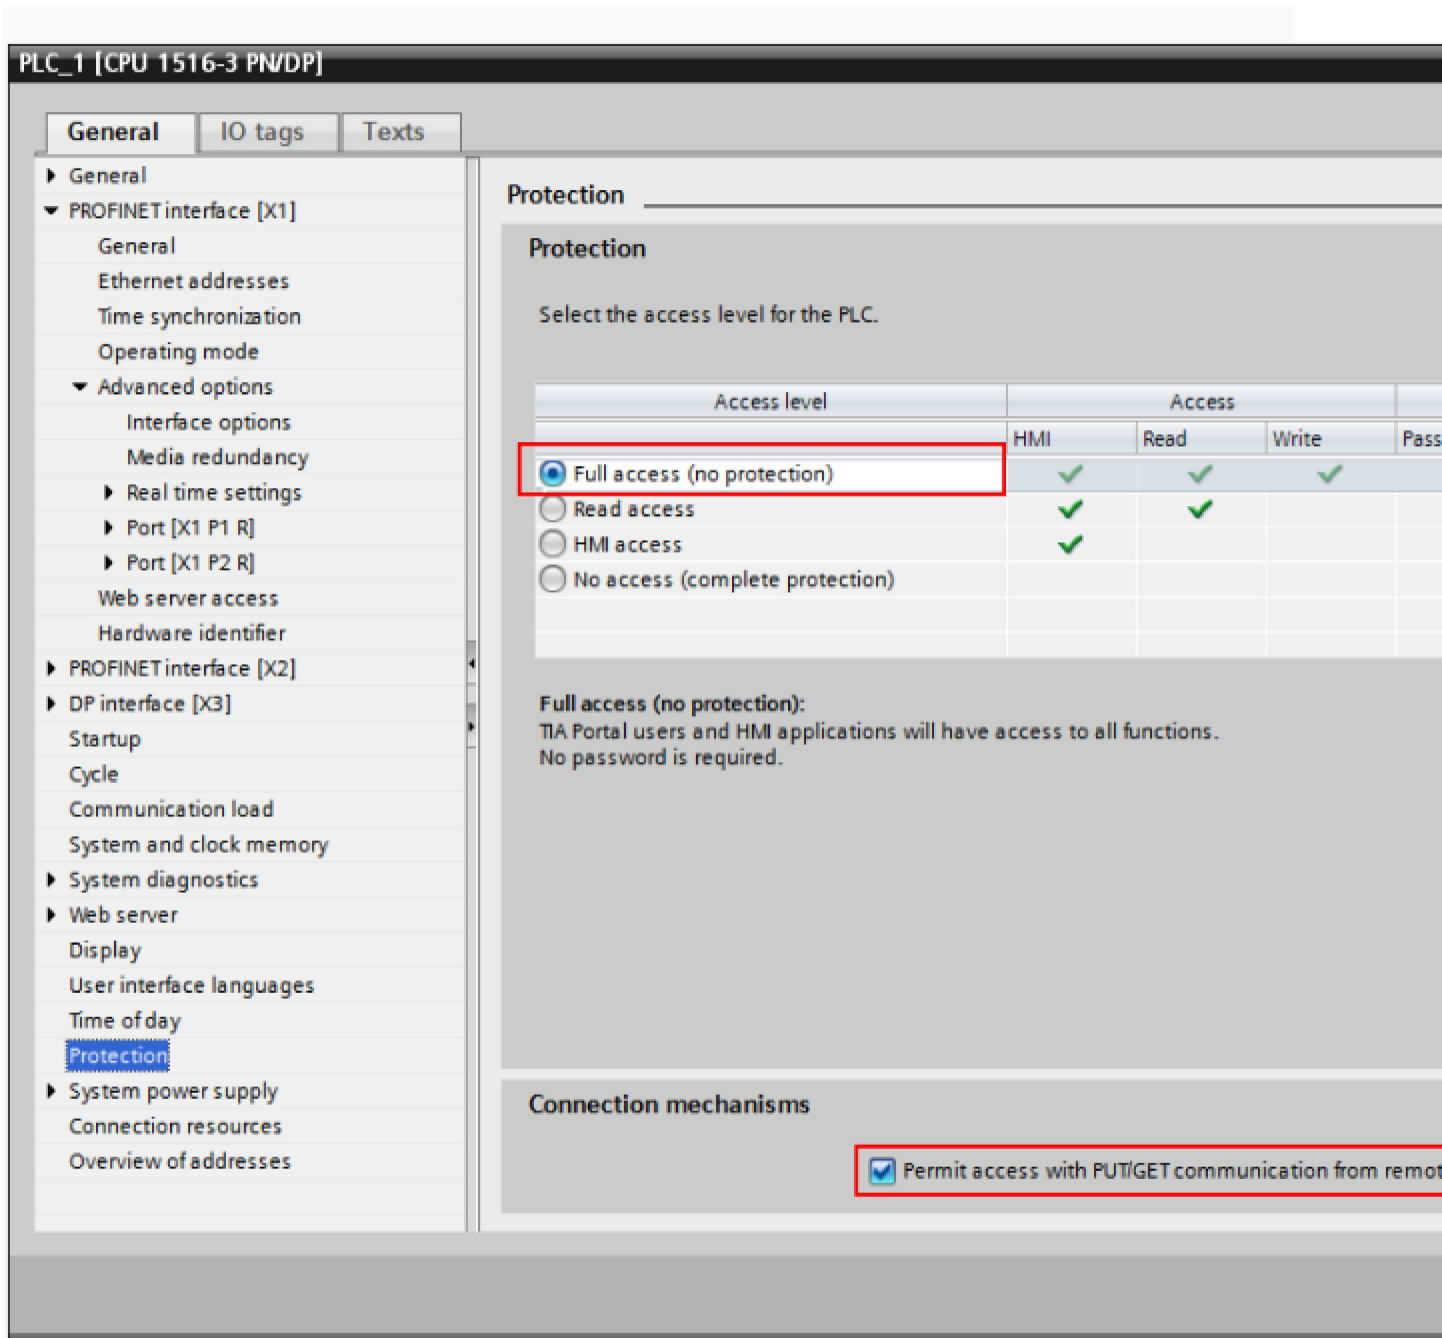 PLC_1 [CPU 1516-3 PN/DP]
General
IO tags
Texts
General
PROFINET interface [X1]
General
Ethernet addresses
Time synchronization
Operating mode
Advanced options
Interface options
Media redundancy
Real time settings
Port [X1 P1 R]
Port [X1 P2 R]
Web server access
Hardware identifier
PROFINET interface [X2]
DP interface [X3]
Startup
Cycle
Communication load
System and clock memory
System diagnostics
Web server
Display
User interface languages
Time of day
Protection
System power supply
Connection resources
Overview of addresses
Protection
Protection
Select the access level for the PLC.
Access level Access
HMI Read Write Pass
Full access (no protection)
Read access
HMI access
No access (complete protection)
Full access (no protection):
TIA Portal users and HMI applications will have access to all functions.
No password is required.
Connection mechanisms
Permit access with PUT/GET communication from remot